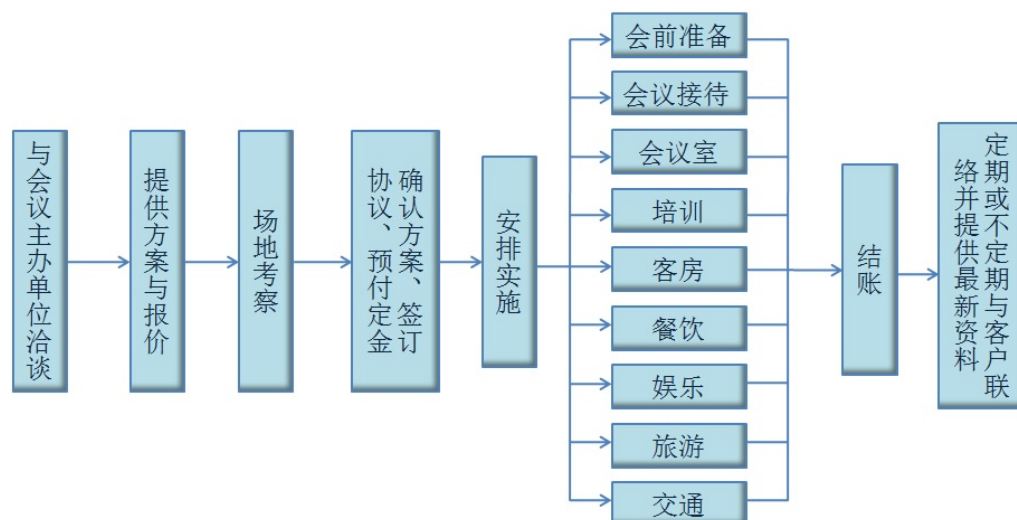 与会议主办单位洽谈
提供方案与报价
场地考察
确认方案、签订
协议、预付定金
安排实施
会前准备
会议接待
会议室
培训
客房
餐饮
娱乐
旅游
交通
结账
定期或不定期与客户联
络并提供最新资料